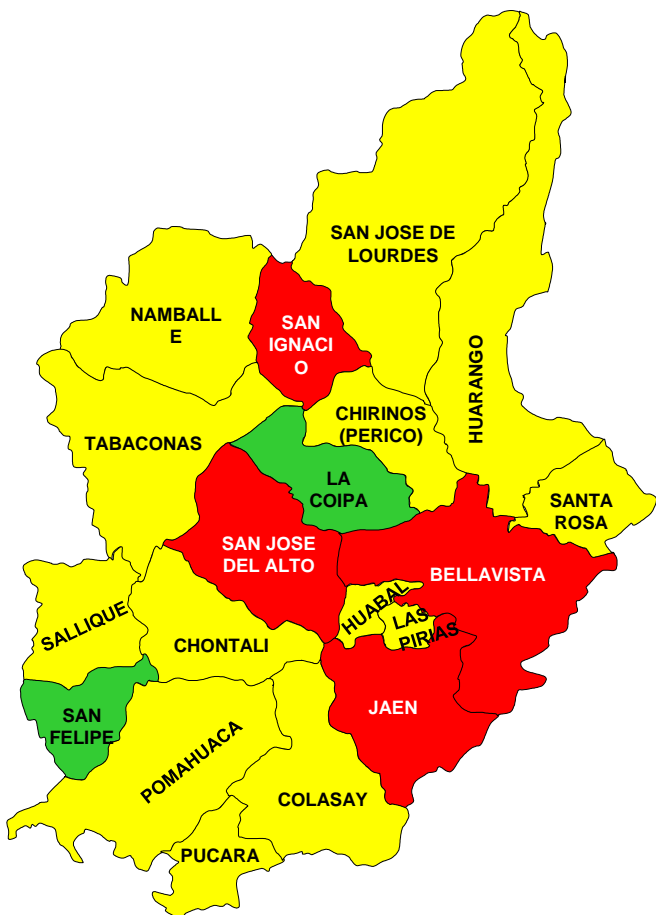 SAN JOSE DE
LOURDES
NAMBALL
E
SAN
IGNACI
O
HUARANGO
CHIRINOS
(PERICO)
TABACONAS
LA
COIPA
SANTA
ROSA
SAN JOSE
DEL ALTO
BELLAVISTA
HUABAL
LAS
PIRIAS
SALLIQUE
CHONTALI
SAN
FELIPE
JAEN
POMAHUACA
COLASAY
PUCARA